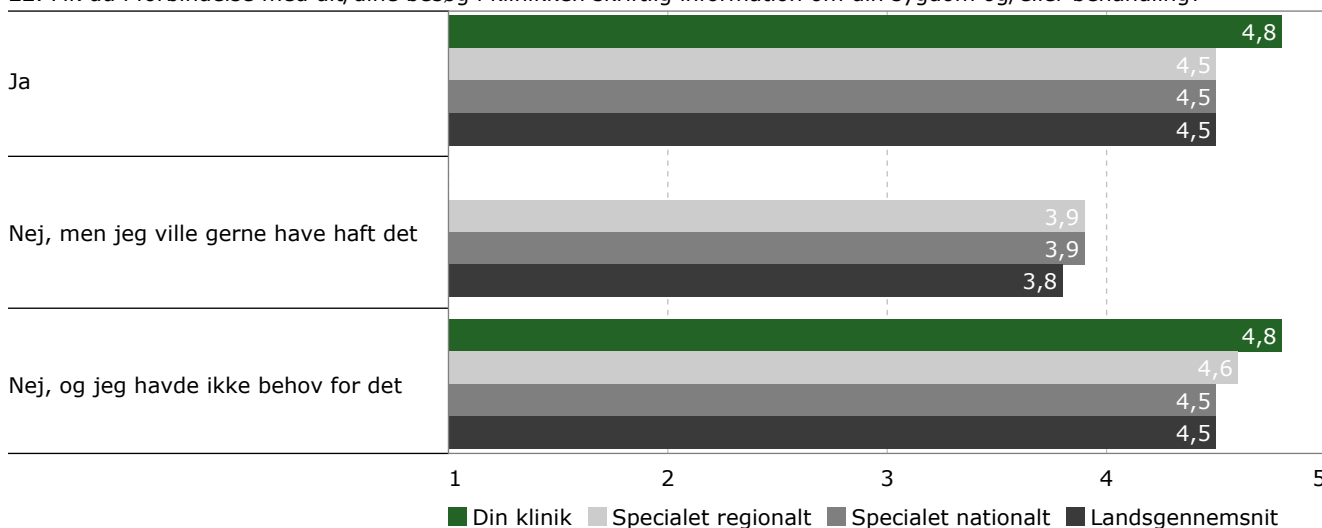 4,8
Ja
4,5
4,5
4,5
Nej, men jeg ville gerne have haft det
3,9
3,9
3,8
4,8
Nej, og jeg havde ikke behov for det
4,6
4,5
4,5
1 2 3 4 5
Din klinik Specialet regionalt Specialet nationalt Landsgennemsnit